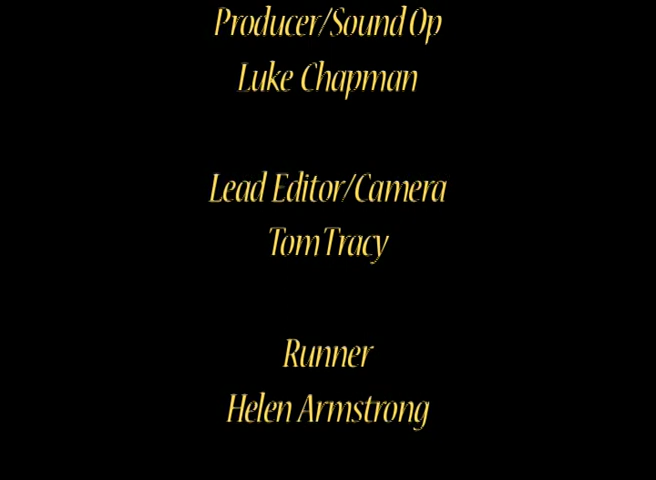 Producer/Sound Op
Luke Chapman
Lead Editor/Camera
Tom Tracy
Runner
Helen Armstrong